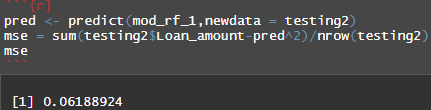 ```{r}
pred <- predict(mod_rf_1,newdata = testing2)
mse = sum(testing2$Loan_amount-pred^2)/nrow(testing2)
mse
```
[1] 0.06188924